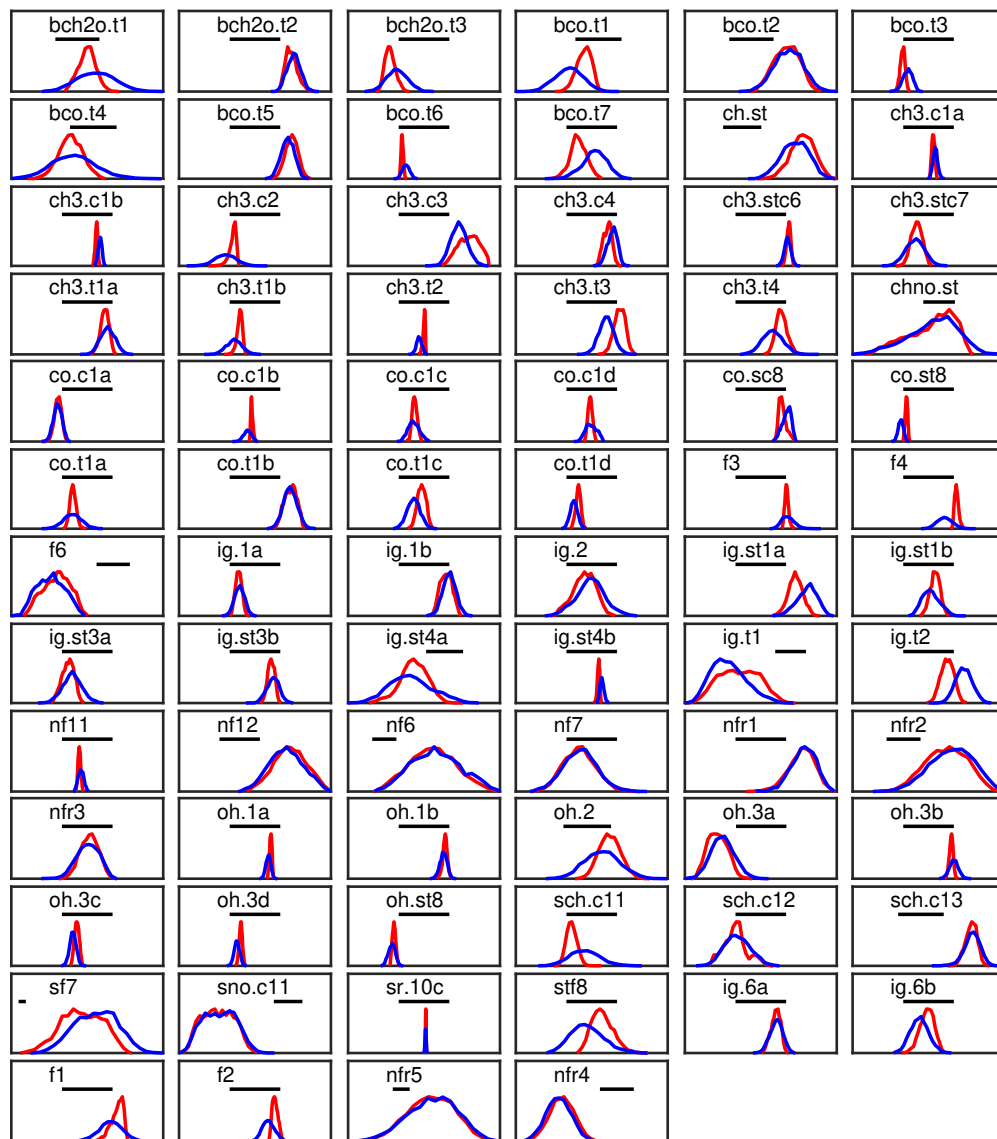 bch2o.t1 bch2o.t2 bch2o.t3 bco.t1 bco.t2 bco.t3
bco.t4 bco.t5 bco.t6 bco.t7 ch.st ch3.c1a
ch3.c1b ch3.c2 ch3.c3 ch3.c4 ch3.stc6 ch3.stc7
ch3.t1a ch3.t1b ch3.t2 ch3.t3 ch3.t4 chno.st
co.c1a co.c1b co.c1c co.c1d co.sc8 co.st8
co.t1a co.t1b co.t1c co.t1d f3 f4
f6 ig.1a ig.1b ig.2 ig.st1a ig.st1b
ig.st3a ig.st3b ig.st4a ig.st4b ig.t1 ig.t2
nf11 nf12 nf6 nf7 nfr1 nfr2
nfr3 oh.1a oh.1b oh.2 oh.3a oh.3b
oh.3c oh.3d oh.st8 sch.c11 sch.c12 sch.c13
sf7 sno.c11 sr.10c stf8 ig.6a ig.6b
f1 f2 nfr5 nfr4